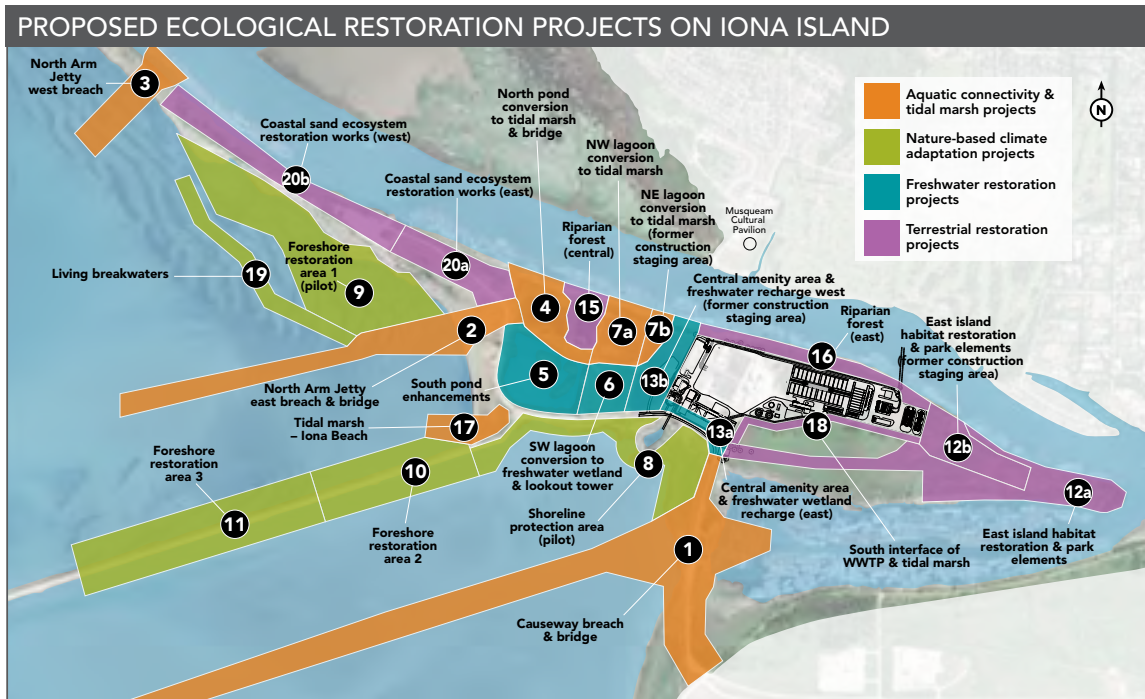 PROPOSED ECOLOGICAL RESTORATION PROJECTS ON IONA ISLAND
North Arm
Jetty
west breach
3
Coastal sand ecosystem
restoration works (west)
20b
Coastal sand ecosystem
restoration works (east)
20a
North pond
conversion
to tidal marsh
& bridge
4
NW lagoon
conversion
to tidal marsh
7a
NE lagoon
conversion
to tidal marsh
(former
construction
staging area)
7b
Riparian
forest
(central)
15
Musqueam
Cultural
Pavilion
Aquatic connectivity &
tidal marsh projects
Nature-based climate
adaptation projects
Freshwater restoration
projects
Terrestrial restoration
projects
N
Central amenity area &
freshwater recharge west
(former construction
staging area)
13b
Riparian
forest
(east)
16
East island
habitat restoration
& park elements
(former construction
staging area)
12b
Living breakwaters
19
Foreshore
restoration
area 1
(pilot)
9
2
North Arm Jetty
east breach & bridge
South pond
enhancements
5
6
SW lagoon
conversion to
freshwater wetland
& lookout tower
Tidal marsh
– Iona Beach
17
Foreshore
restoration
area 3
11
10
Foreshore
restoration
area 2
8
Shoreline
protection area
(pilot)
13a
Central amenity area
& freshwater wetland
recharge (east)
18
South interface of
WWTP & tidal marsh
12a
East island habitat
restoration & park
elements
1
Causeway breach
& bridge